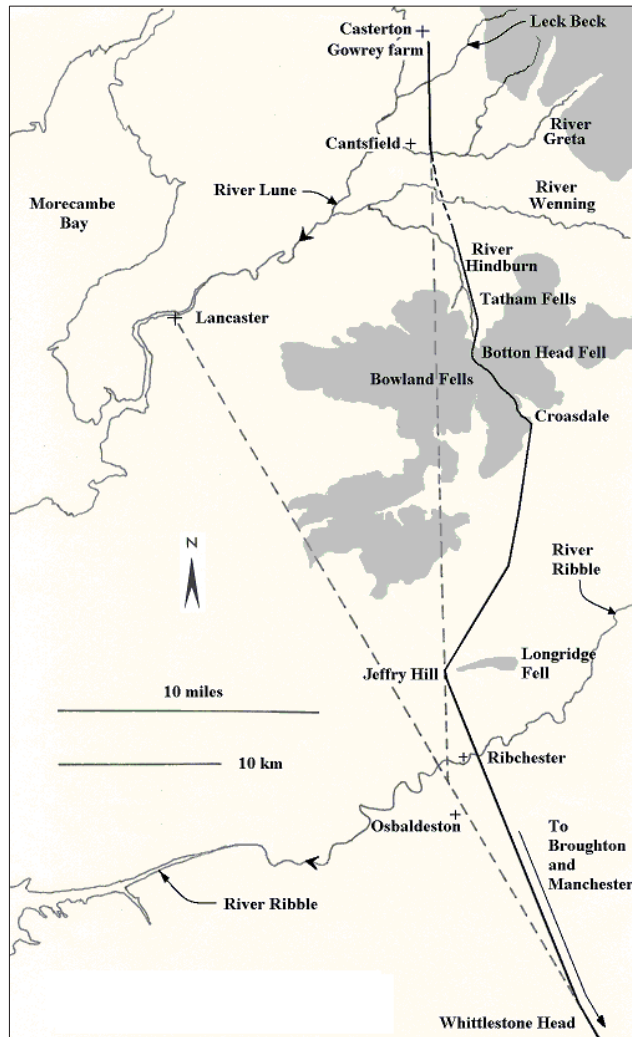 Casterton
Leck Beck
Gowrey farm
River
Greta
Cantsfield
River Lune
River
Wenning
Morecambe
Bay
River
Hindburn
Tatham Fells
Lancaster
Botton Head Fell
Bowland Fells
Croasdale
N
River
Ribble
Longridge
Fell
Jeffry Hill
10 miles
10 km
Ribchester
Osbaldeston
To
Broughton
and
Manchester
River Ribble
Whittlestone Head